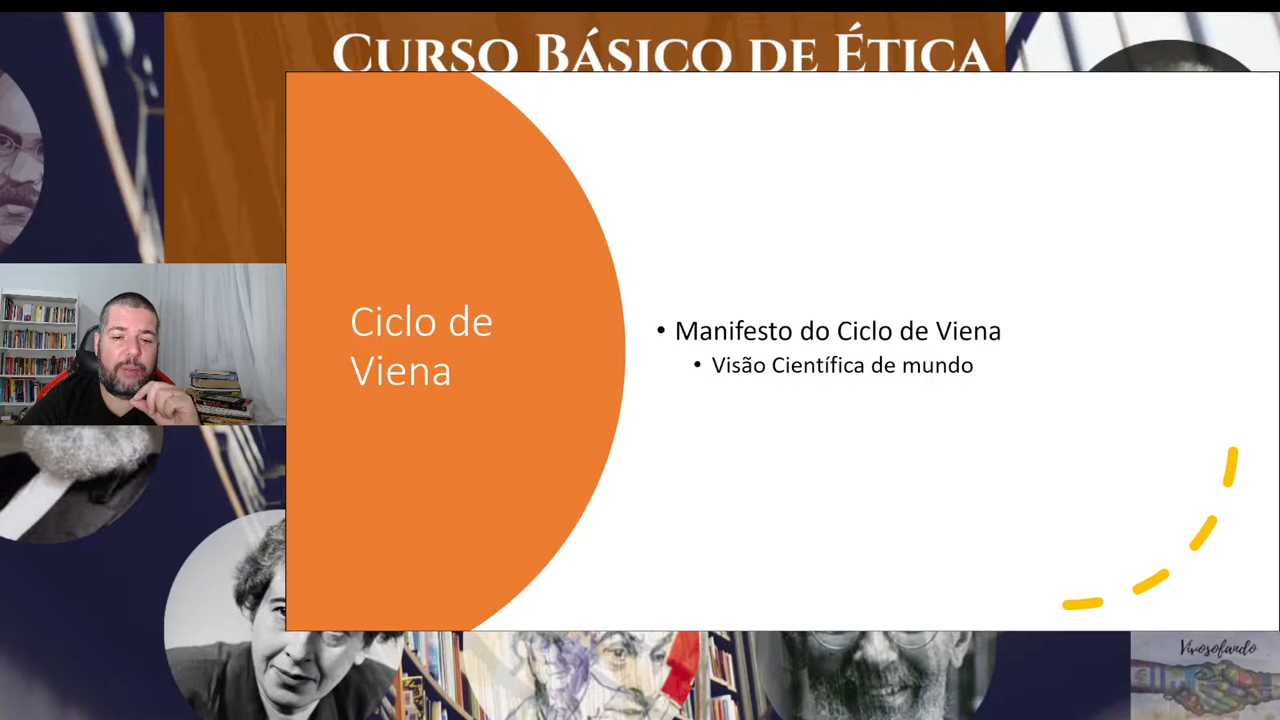 CURSO BÁSICO DE ÉTICA
Ciclo de
Viena
• Manifesto do Ciclo de Viena
• Visão Científica de mundo
Vivosofando